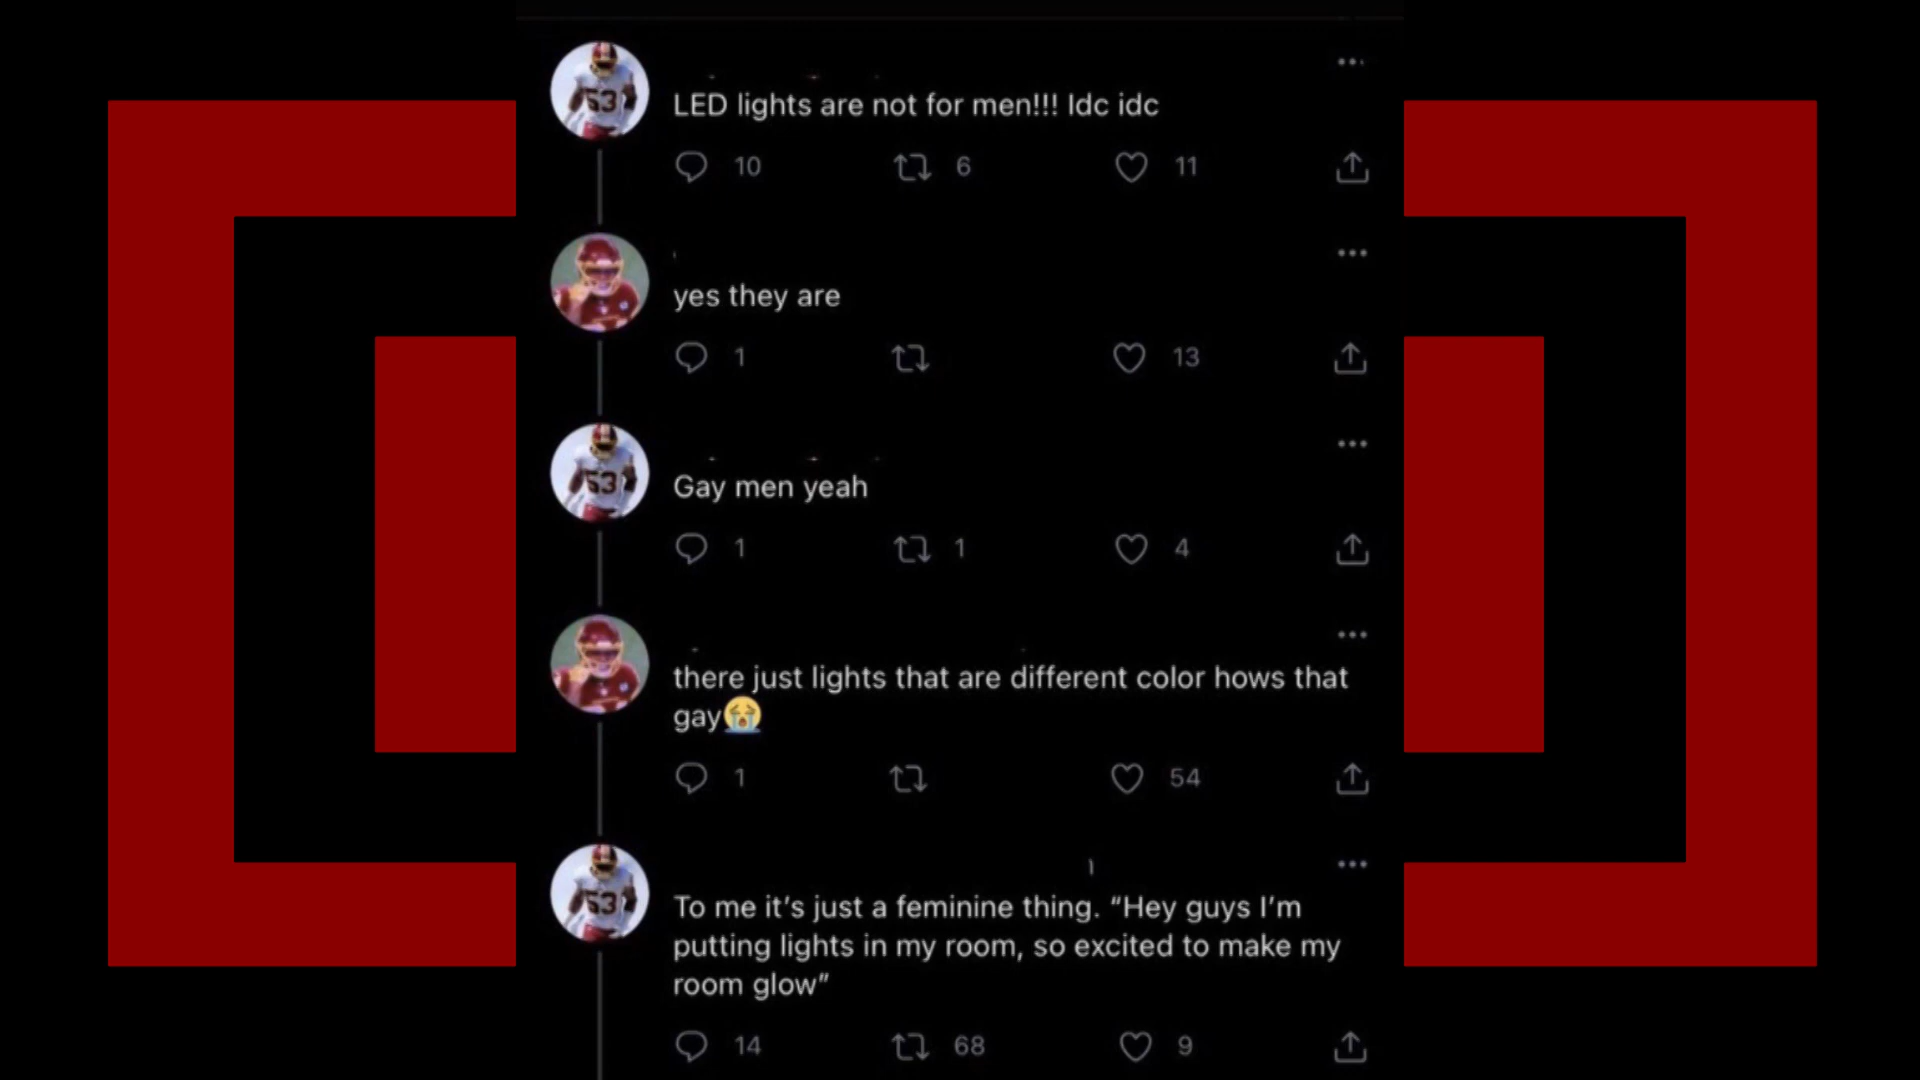 LED lights are not for men!!! Idc idc
10 6 11
yes they are
1 13
Gay men yeah
1 1 4
there just lights that are different color hows that
gay😭
1 54
To me it's just a feminine thing. “Hey guys I'm
putting lights in my room, so excited to make my
room glow”
14 68 9
53
53
53